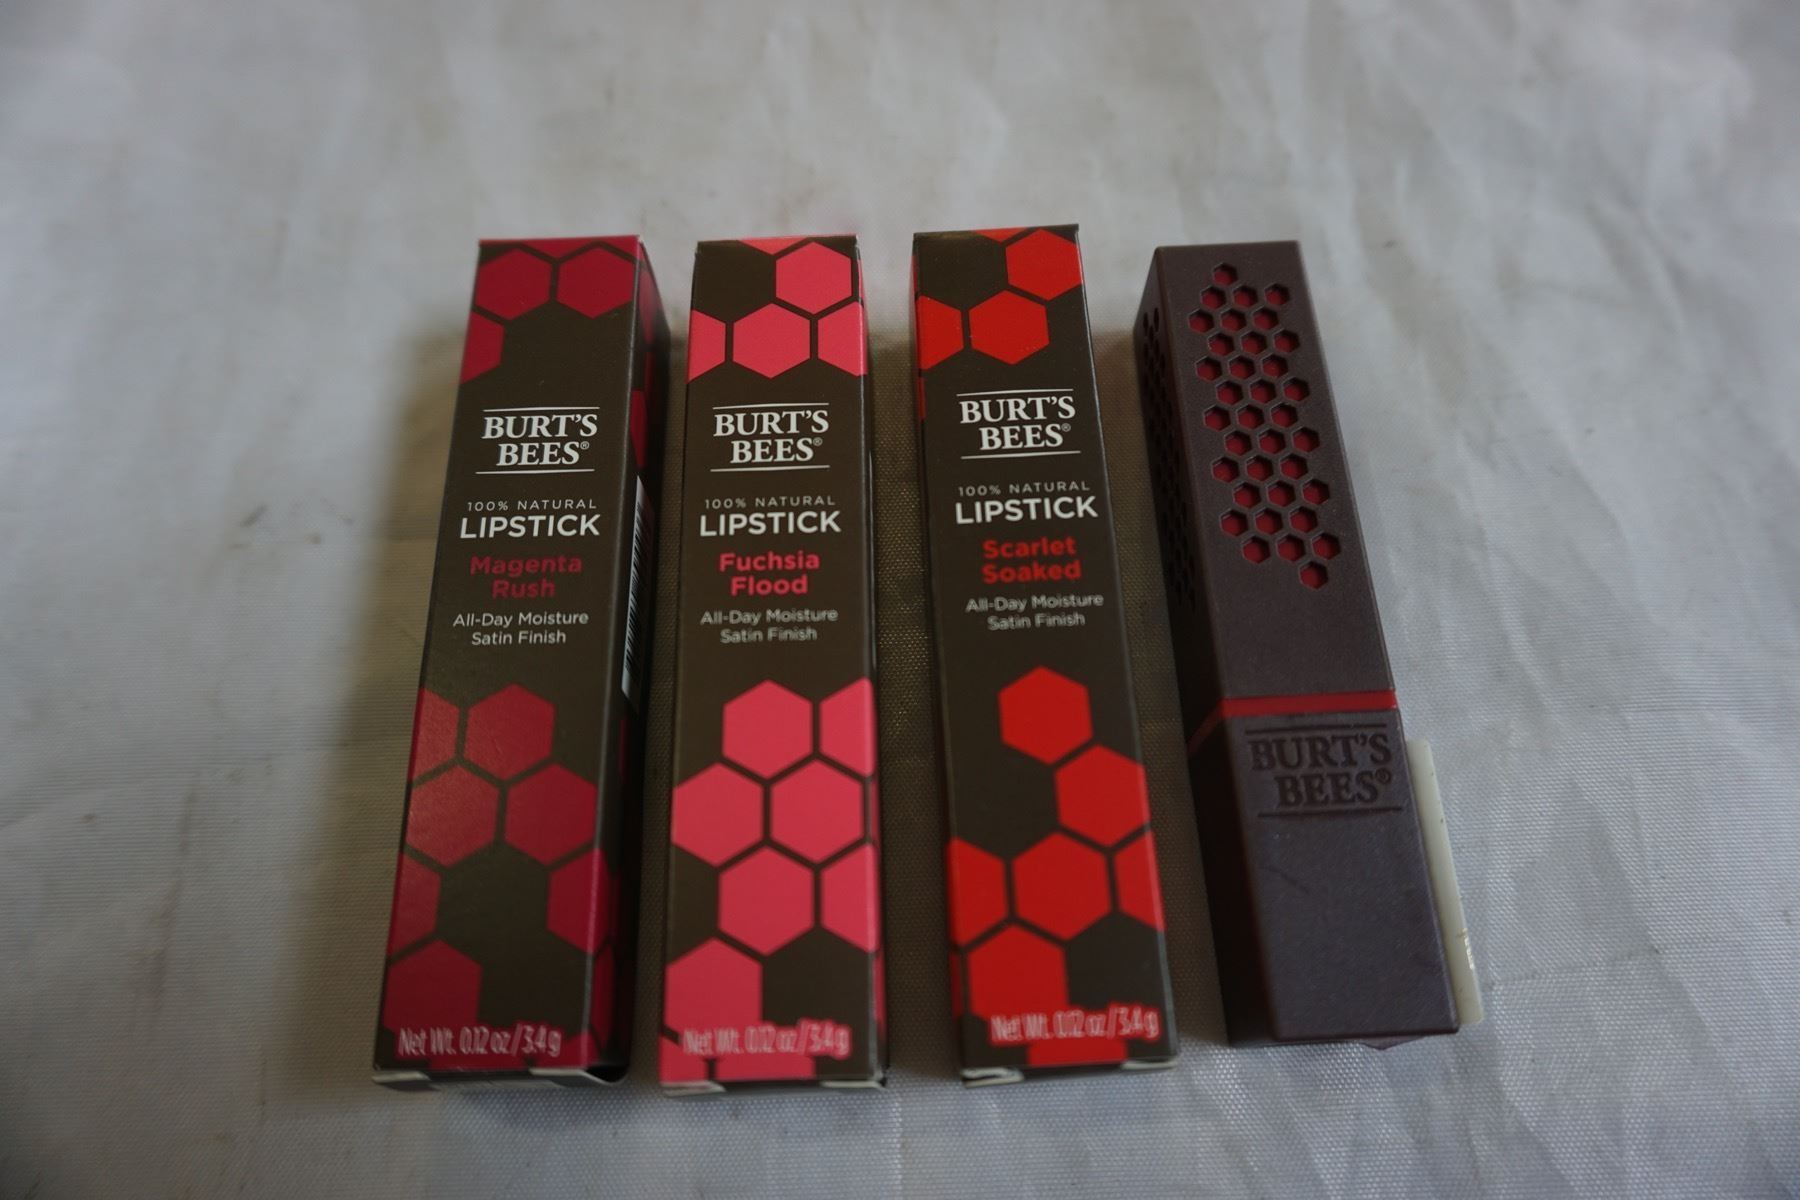 BURT'S
BEES®
100% NATURAL
LIPSTICK
Magenta
Rush
All-Day Moisture
Satin Finish
Net Wt. 0.12 oz/3.4 g
BURT'S
BEES®
100% NATURAL
LIPSTICK
Fuchsia
Flood
All-Day Moisture
Satin Finish
Net Wt. 0.12 oz/3.4 g
BURT'S
BEES®
100% NATURAL
LIPSTICK
Scarlet
Soaked
All-Day Moisture
Satin Finish
Net Wt. 0.12 oz/3.4 g
BURT'S
BEES®